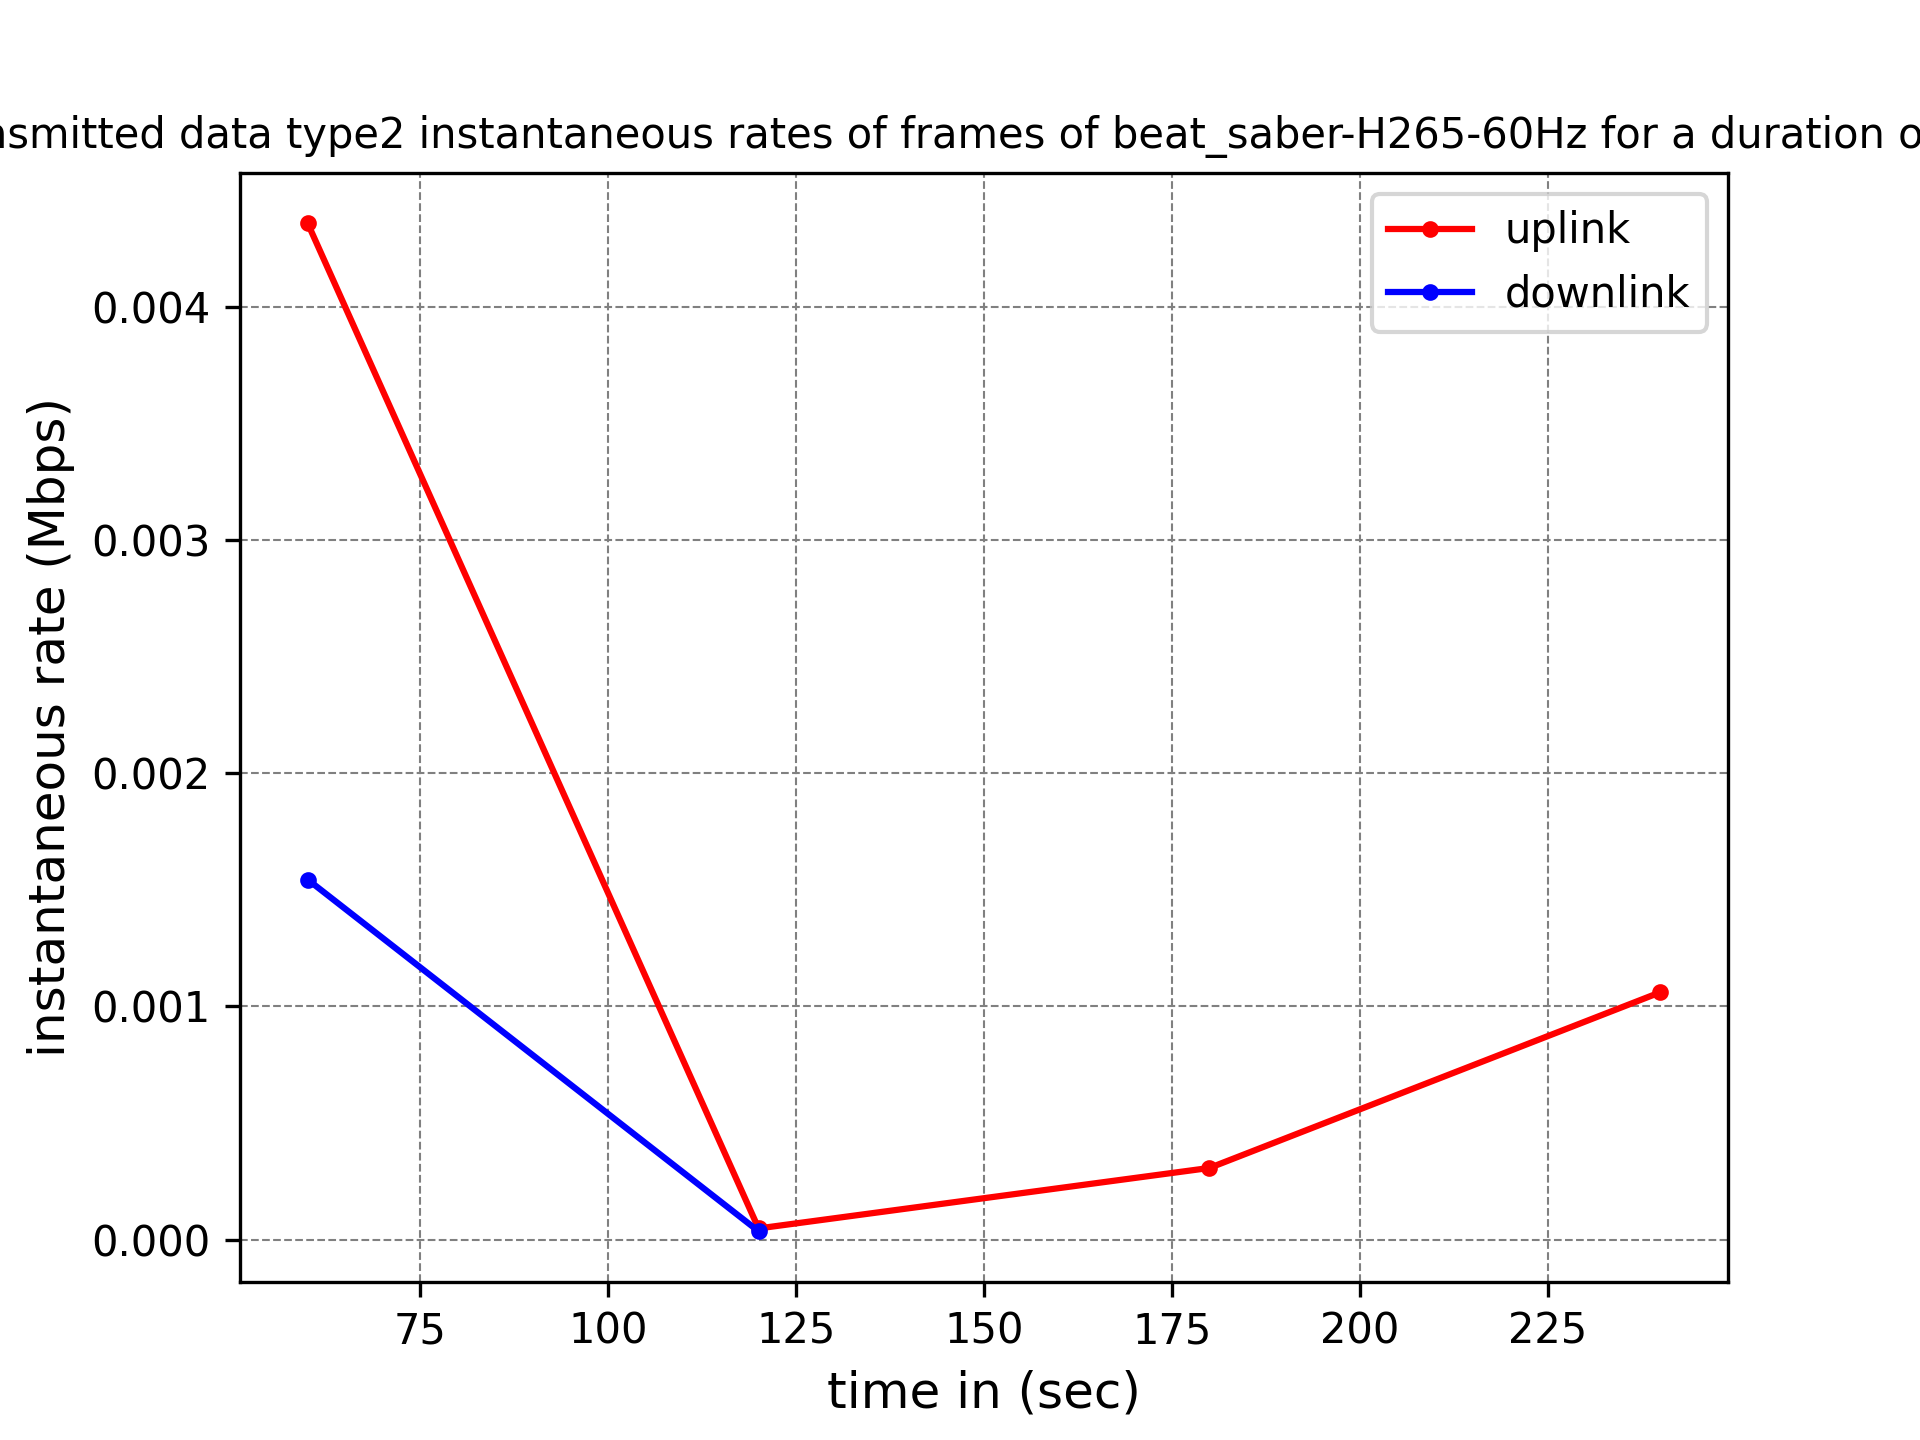 data type2 instantaneous rates of frames of beat_saber-H265-60Hz for a duration
uplink
downlink
0.004
0.003
0.002
0.001
0.000
instantaneous rate (Mbps)
75 100 125 150 175 200 225
time in (sec)